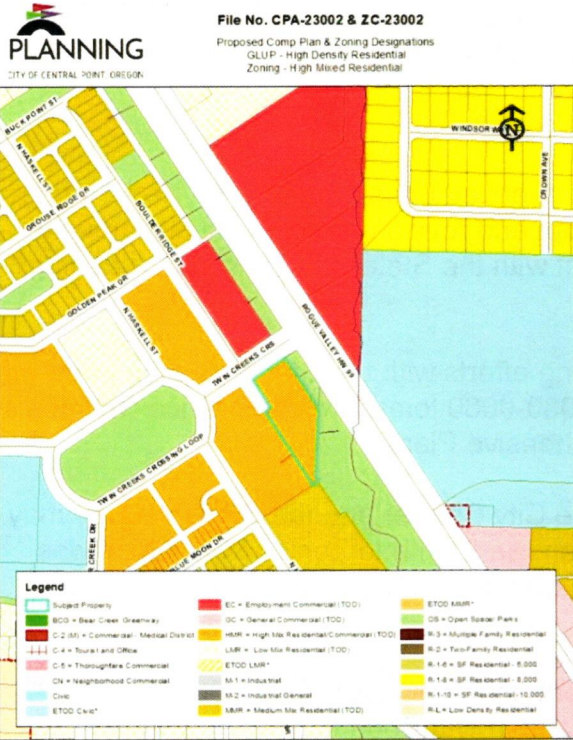 PLANNING
CITY OF CENTRAL POINT, OREGON
File No. CPA-23002 & ZC-23002
Proposed Comp Plan & Zoning Designations
GLUP - High Density Residential
Zoning - High Mixed Residential
BUCK POINT ST
N HASKELL ST
GROUSE RIDGE DR
BOULDER RIDGE ST
GOLDEN PEAK DR
N HASKELL ST
WINDSOR WAY
N
CROWN AVE
ROGUE VALLEY HW 99
TWIN CREEKS CRS
TWIN CREEKS CROSSING LOOP
BLUE MOON DR
CREEK DR
Legend
Subject Property
BCG = Bear Creek Greenway
C-2 (M) = Commercial - Medical District
C-4 = Tourist and Office
C-5 = Thoroughfare Commercial
CN = Neighborhood Commercial
Civic
ETOD Civic*
EC = Employment Commercial (TOD)
GC = General Commercial (TOD)
HMR = High Mix Residential/Commercial (TOD)
LMR = Low Mix Residential (TOD)
ETOD LMR*
M-1 = Industrial
M-2 = Industrial General
MMR = Medium Mix Residential (TOD)
ETOD MMR*
OS = Open Space/ Parks
R-3 = Multiple Family Residential
R-2 = Two-Family Residential
R-1-6 = SF Residential - 6,000
R-1-8 = SF Residential - 8,000
R-1-10 = SF Residential - 10,000
R-L = Low Density Residential